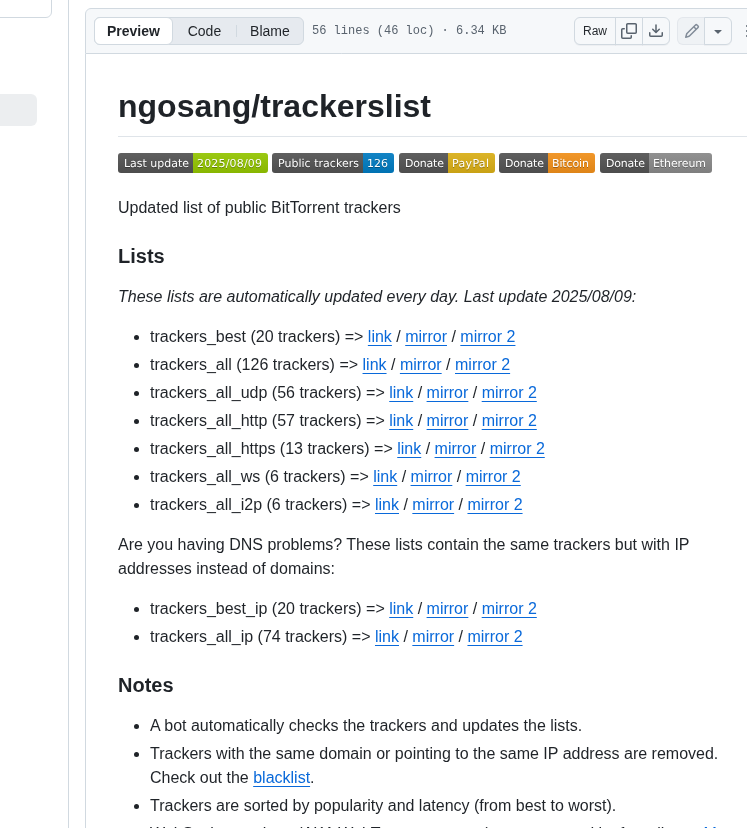 Preview Code Blame 56 lines (46 loc) · 6.34 KB Raw
ngosang/trackerslist
Last update 2025/08/09 Public trackers 126 Donate PayPal Donate Bitcoin Donate Ethereum
Updated list of public BitTorrent trackers
Lists
These lists are automatically updated every day. Last update 2025/08/09:
trackers_best (20 trackers) => link / mirror / mirror 2
trackers_all (126 trackers) => link / mirror / mirror 2
trackers_all_udp (56 trackers) => link / mirror / mirror 2
trackers_all_http (57 trackers) => link / mirror / mirror 2
trackers_all_https (13 trackers) => link / mirror / mirror 2
trackers_all_ws (6 trackers) => link / mirror / mirror 2
trackers_all_i2p (6 trackers) => link / mirror / mirror 2
Are you having DNS problems? These lists contain the same trackers but with IP
addresses instead of domains:
trackers_best_ip (20 trackers) => link / mirror / mirror 2
trackers_all_ip (74 trackers) => link / mirror / mirror 2
Notes
A bot automatically checks the trackers and updates the lists.
Trackers with the same domain or pointing to the same IP address are removed.
Check out the blacklist.
Trackers are sorted by popularity and latency (from best to worst).